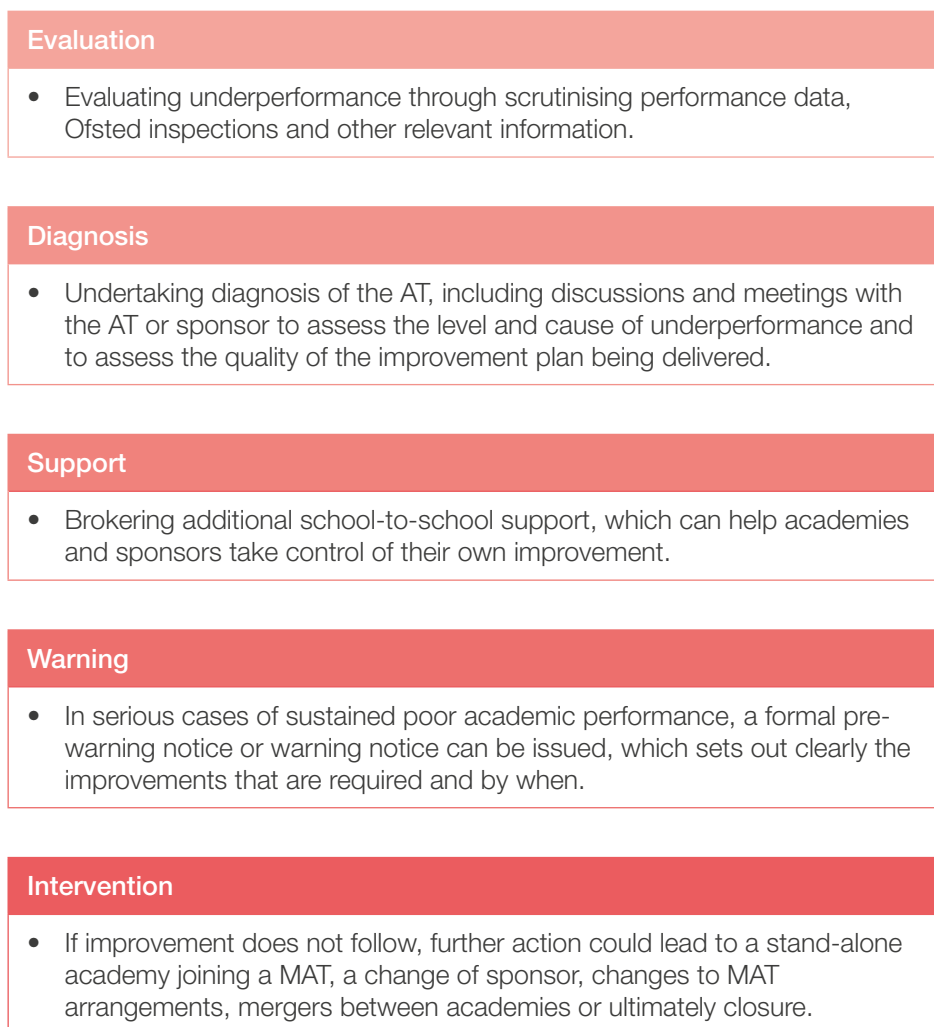 Evaluation
• Evaluating underperformance through scrutinising performance data,
Ofsted inspections and other relevant information.
Diagnosis
• Undertaking diagnosis of the AT, including discussions and meetings with
the AT or sponsor to assess the level and cause of underperformance and
to assess the quality of the improvement plan being delivered.
Support
• Brokering additional school-to-school support, which can help academies
and sponsors take control of their own improvement.
Warning
• In serious cases of sustained poor academic performance, a formal pre-
warning notice or warning notice can be issued, which sets out clearly the
improvements that are required and by when.
Intervention
• If improvement does not follow, further action could lead to a stand-alone
academy joining a MAT, a change of sponsor, changes to MAT
arrangements, mergers between academies or ultimately closure.